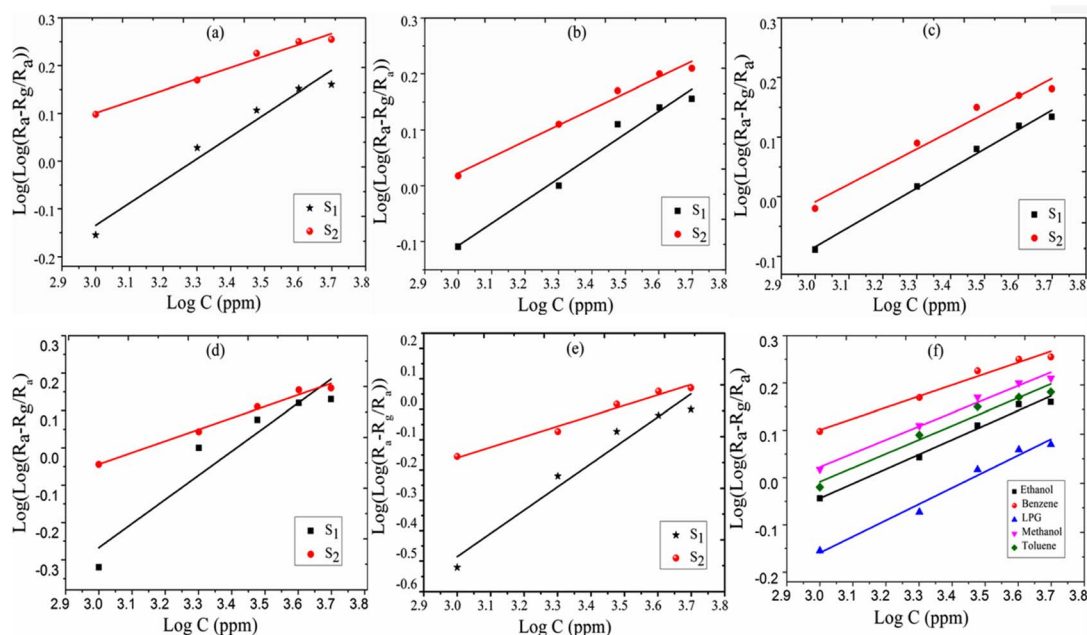 (a)
Log(Log(Ra-Rg/Ra))
0.3
0.2
0.1
0.0
-0.1
-0.2
S1
S2
2.9 3.0 3.1 3.2 3.3 3.4 3.5 3.6 3.7 3.8
Log C (ppm)
(b)
Log(Log(Ra-Rg/Ra))
0.3
0.2
0.1
0.0
-0.1
S1
S2
2.9 3.0 3.1 3.2 3.3 3.4 3.5 3.6 3.7 3.8
Log C (ppm)
(c)
Log(Log(Ra-Rg/Ra)
0.3
0.2
0.1
0.0
-0.1
S1
S2
2.9 3.0 3.1 3.2 3.3 3.4 3.5 3.6 3.7 3.8
Log C (ppm)
(d)
Log(Log(Ra-Rg/Ra)
0.3
0.2
0.1
0.0
-0.1
-0.2
-0.3
S1
S2
2.9 3.0 3.1 3.2 3.3 3.4 3.5 3.6 3.7 3.8
Log C (ppm)
(e)
Log(Log(Ra-Rg/Ra))
0.2
0.1
-0.0
-0.1
-0.2
-0.3
-0.4
-0.5
-0.6
S1
S2
2.9 3.0 3.1 3.2 3.3 3.4 3.5 3.6 3.7 3.8
Log C (ppm)
(f)
Log(Log(Ra-Rg/Ra)
0.3
0.2
0.1
0.0
-0.1
-0.2
Ethanol
Benzene
LPG
Methanol
Toluene
2.9 3.0 3.1 3.2 3.3 3.4 3.5 3.6 3.7 3.8
Log C (ppm)